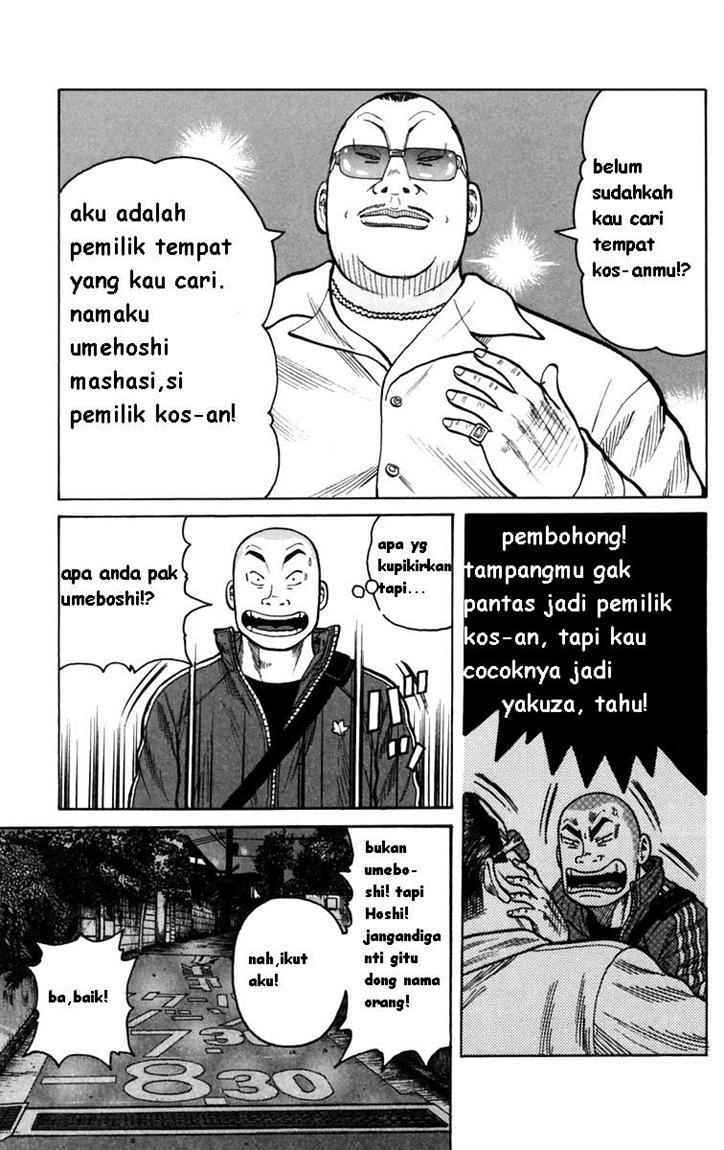 belum
sudahkah
kau cari
tempat
kos-anmu!?
aku adalah
pemilik tempat
yang kau cari.
namaku
umehoshi
mashasi,si
pemilik kos-an!
pembohong!
tampangmu gak
pantas jadi pemilik
kos-an, tapi kau
cocoknya jadi
yakuza, tahu!
apa yg
kupikirkan
tapi...
apa anda pak
umeboshi!?
bukan
umebo-
shi! tapi
Hoshi!
jangandiga
nti gitu
dong nama
orang!
nah,ikut
aku!
ba,baik!
7.30
-8.30